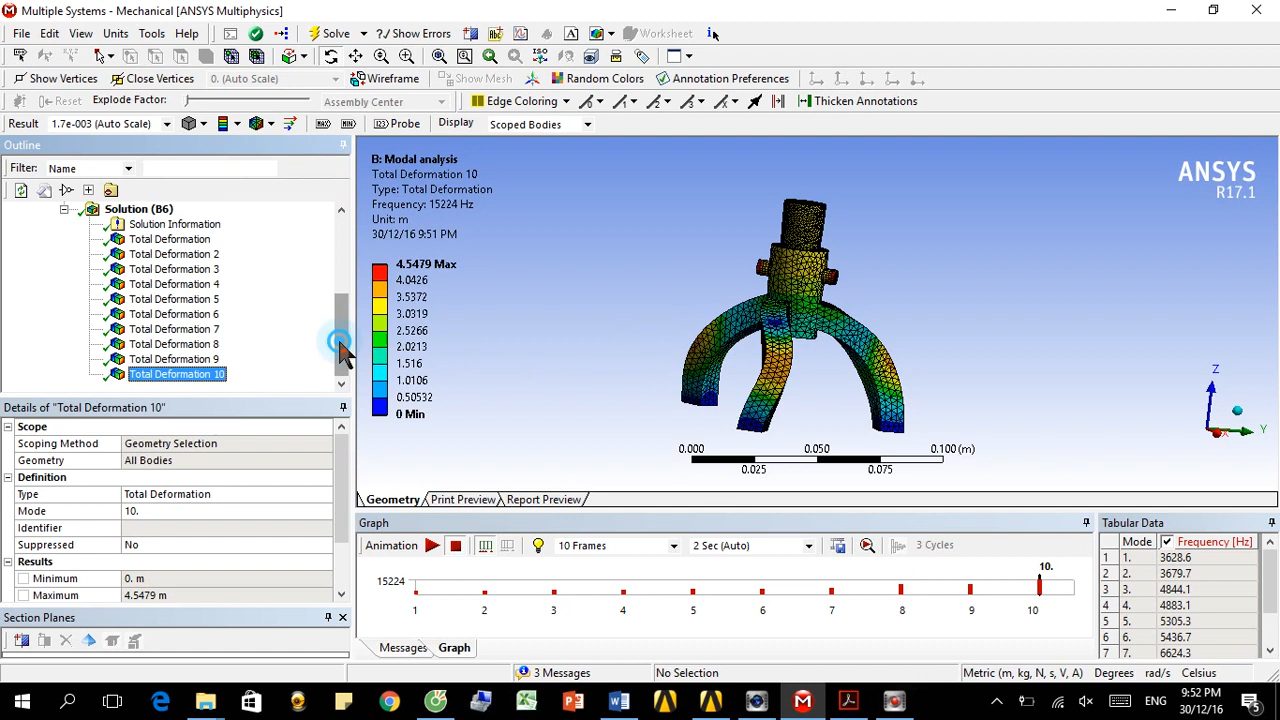 Multiple Systems - Mechanical [ANSYS Multiphysics]
File Edit View Units Tools Help Solve ?/ Show Errors Worksheet
Show Vertices Close Vertices 0. (Auto Scale) Wireframe Show Mesh Random Colors Annotation Preferences
Reset Explode Factor: Assembly Center Edge Coloring Thicken Annotations
Result 1.7e-003 (Auto Scale) MAX MIN Probe Display Scoped Bodies
Outline
Filter: Name
Solution (B6)
Solution Information
Total Deformation
Total Deformation 2
Total Deformation 3
Total Deformation 4
Total Deformation 5
Total Deformation 6
Total Deformation 7
Total Deformation 8
Total Deformation 9
Total Deformation 10
Details of "Total Deformation 10"
Scope
Scoping Method Geometry Selection
Geometry All Bodies
Definition
Type Total Deformation
Mode 10.
Identifier
Suppressed No
Results
Minimum 0. m
Maximum 4.5479 m
Section Planes
B: Modal analysis
Total Deformation 10
Type: Total Deformation
Frequency: 15224 Hz
Unit: m
30/12/16 9:51 PM
4.5479 Max
4.0426
3.5372
3.0319
2.5266
2.0213
1.516
1.0106
0.50532
0 Min
ANSYS
R17.1
Z
Y
X
0.000 0.050 0.100 (m)
0.025 0.075
Geometry Print Preview Report Preview
Graph
Animation 10 Frames 2 Sec (Auto) 3 Cycles
10.
15224
1 2 3 4 5 6 7 8 9 10
Messages Graph
Tabular Data
Mode Frequency [Hz]
1 1. 3628.6
2 2. 3679.7
3 3. 4844.1
4 4. 4883.1
5 5. 5305.3
6 6. 5436.7
7 7. 6624.3
3 Messages No Selection Metric (m, kg, N, s, V, A) Degrees rad/s Celsius
ENG 9:52 PM
30/12/16
5